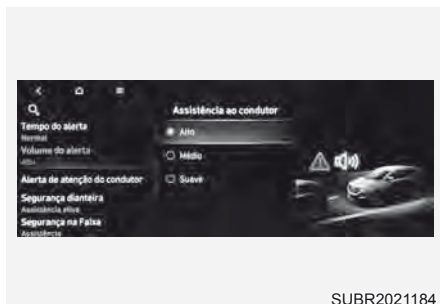 Assistência ao condutor
Tempo do alerta
Normal
Volume do alerta
Alto
Alerta de atenção do condutor
Segurança dianteira
Assistência ativa
Segurança na Faixa
Assistência
Alto
Médio
Suave
SUBR2021184